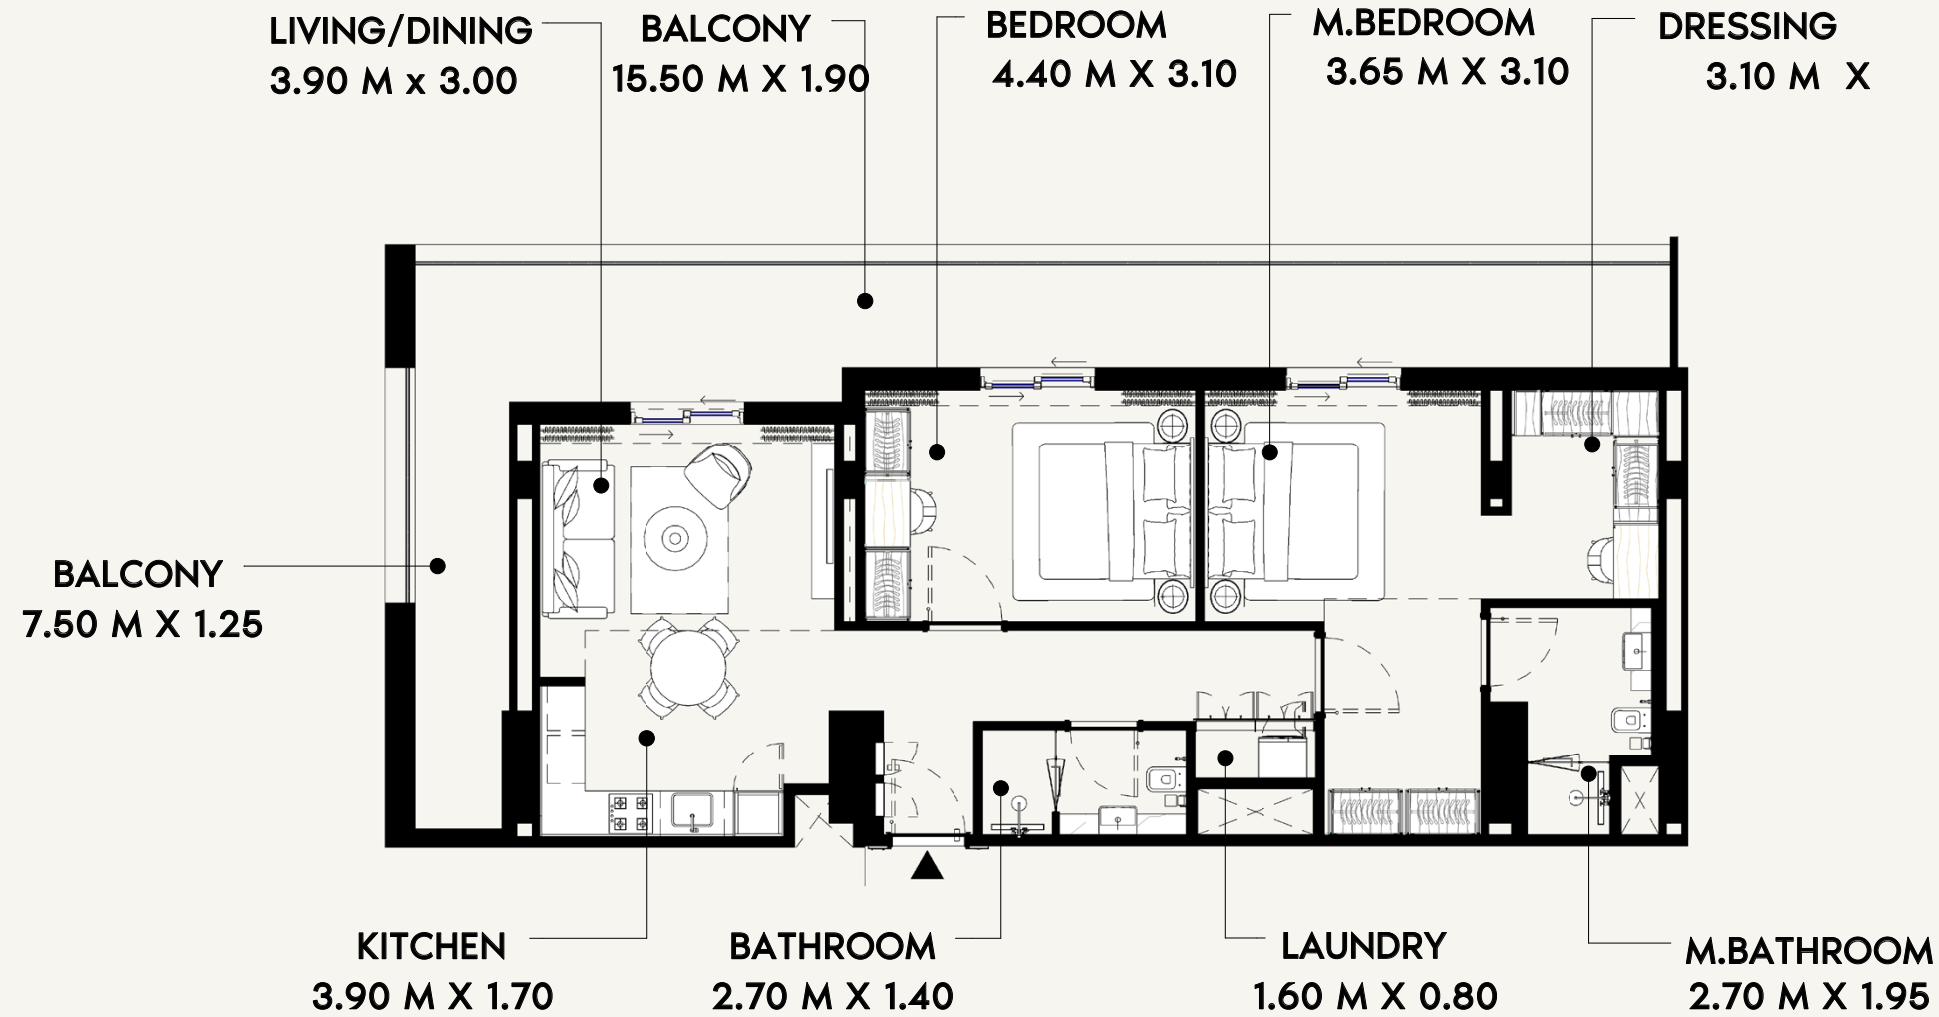 LIVING/DINING
3.90 M x 3.00
BALCONY
15.50 M X 1.90
BEDROOM
4.40 M X 3.10
M.BEDROOM
3.65 M X 3.10
DRESSING
3.10 M X
BALCONY
7.50 M X 1.25
KITCHEN
3.90 M X 1.70
BATHROOM
2.70 M X 1.40
LAUNDRY
1.60 M X 0.80
M.BATHROOM
2.70 M X 1.95